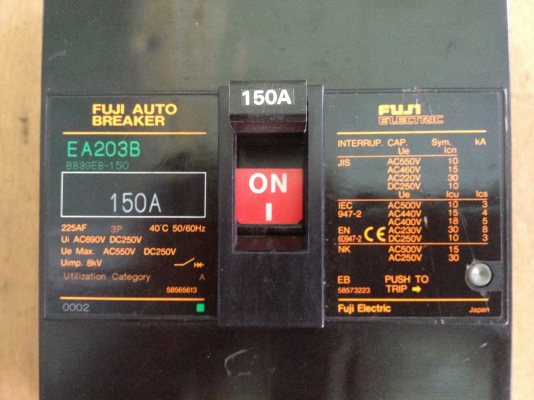 150A
FUJI AUTO
BREAKER
EA203B
BB3GEB-150
150A
225AF 3P 40°C 50/60Hz
Ui AC690V DC250V
Ue Max. AC550V DC250V
Uimp. 8kV
Utilization Category A
58565613
0002
ON
I
FUJI
ELECTRIC
INTERRUP. CAP. Sym. kA
Ue Icn
JIS AC550V 10
AC460V 15
AC220V 30
DC250V 10
Ue Icu Ics
IEC AC500V 10 3
947-2 AC440V 15 4
AC400V 18 5
EN AC230V 30 8
60947-2 CE DC250V 10 3
NK AC500V 15
AC250V 30
EB PUSH TO
58573223 TRIP ➡
Fuji Electric Japan